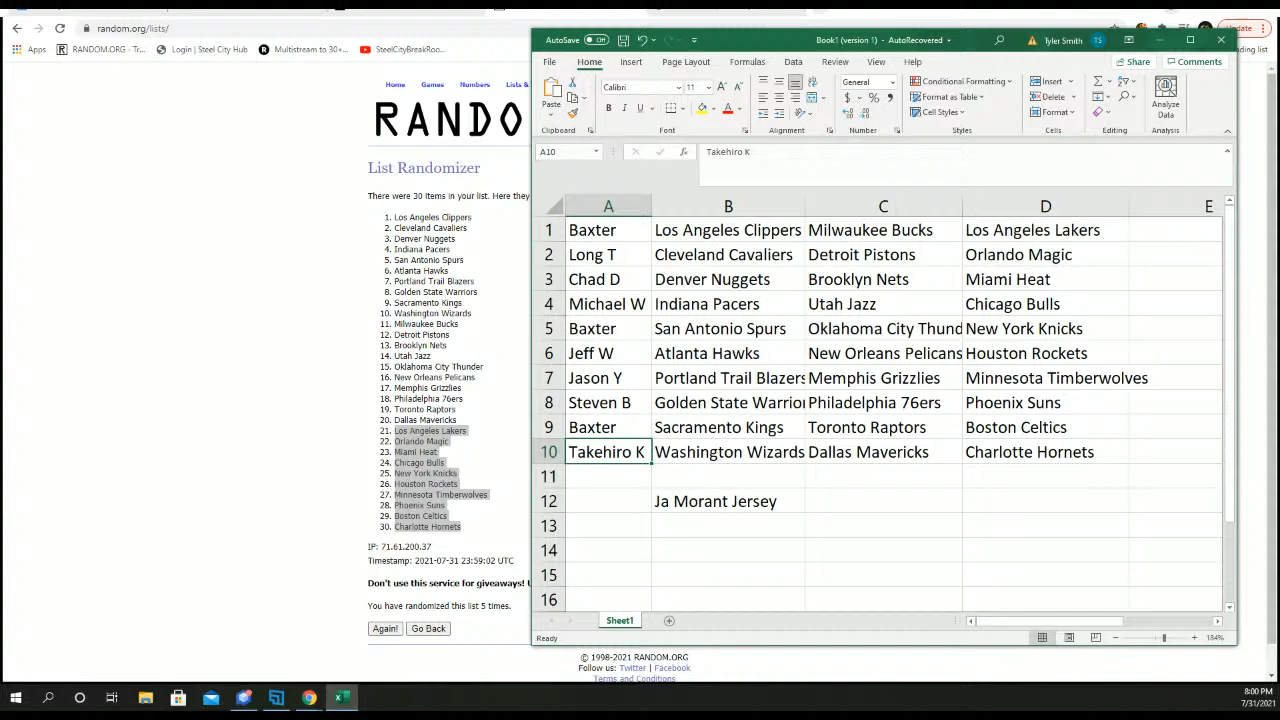 random.org/lists/
Update
Apps
RANDOM.ORG - Tr...
Login | Steel City Hub
Multistream to 30+...
SteelCityBreakRoo...
Home
Games
Numbers
Lists &
RANDO
List Randomizer
There were 30 items in your list. Here they
1. Los Angeles Clippers
2. Cleveland Cavaliers
3. Denver Nuggets
4. Indiana Pacers
5. San Antonio Spurs
6. Atlanta Hawks
7. Portland Trail Blazers
8. Golden State Warriors
9. Sacramento Kings
10. Washington Wizards
11. Milwaukee Bucks
12. Detroit Pistons
13. Brooklyn Nets
14. Utah Jazz
15. Oklahoma City Thunder
16. New Orleans Pelicans
17. Memphis Grizzlies
18. Philadelphia 76ers
19. Toronto Raptors
20. Dallas Mavericks
21. Los Angeles Lakers
22. Orlando Magic
23. Miami Heat
24. Chicago Bulls
25. New York Knicks
26. Houston Rockets
27. Minnesota Timberwolves
28. Phoenix Suns
29. Boston Celtics
30. Charlotte Hornets
IP: 71.61.200.37
Timestamp: 2021-07-31 23:59:02 UTC
Don't use this service for giveaways!
You have randomized this list 5 times.
Again! Go Back
© 1998-2021 RANDOM.ORG
Follow us: Twitter | Facebook
Terms and Conditions
AutoSave Off
Book1 (version 1) - AutoRecovered
Tyler Smith TS
File Home Insert Page Layout Formulas Data Review View Help
Share Comments
Paste
Clipboard
Calibri 11
B I U
Font
Alignment
General
$ % ,
Number
Conditional Formatting
Format as Table
Cell Styles
Styles
Insert
Delete
Format
Cells
Editing
Analyze
Data
Analysis
A10 fx Takehiro K
A B C D E
1 Baxter Los Angeles Clippers Milwaukee Bucks Los Angeles Lakers
2 Long T Cleveland Cavaliers Detroit Pistons Orlando Magic
3 Chad D Denver Nuggets Brooklyn Nets Miami Heat
4 Michael W Indiana Pacers Utah Jazz Chicago Bulls
5 Baxter San Antonio Spurs Oklahoma City Thund New York Knicks
6 Jeff W Atlanta Hawks New Orleans Pelicans Houston Rockets
7 Jason Y Portland Trail Blazers Memphis Grizzlies Minnesota Timberwolves
8 Steven B Golden State Warrior Philadelphia 76ers Phoenix Suns
9 Baxter Sacramento Kings Toronto Raptors Boston Celtics
10 Takehiro K Washington Wizards Dallas Mavericks Charlotte Hornets
11
12 Ja Morant Jersey
13
14
15
16
Sheet1
Ready
184%
8:00 PM
7/31/2021